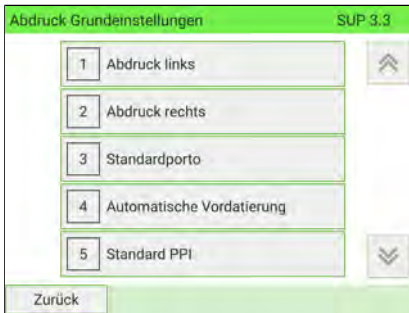 Abdruck Grundeinstellungen SUP 3.3
1 Abdruck links
2 Abdruck rechts
3 Standardporto
4 Automatische Vordatierung
5 Standard PPI
Zurück